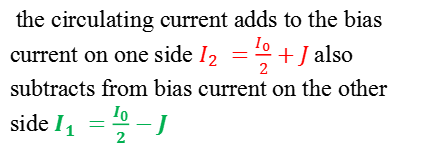 the circulating current adds to the bias
current on one side I₂ = I₀/2 + J also
subtracts from bias current on the other
side I₁ = I₀/2 − J